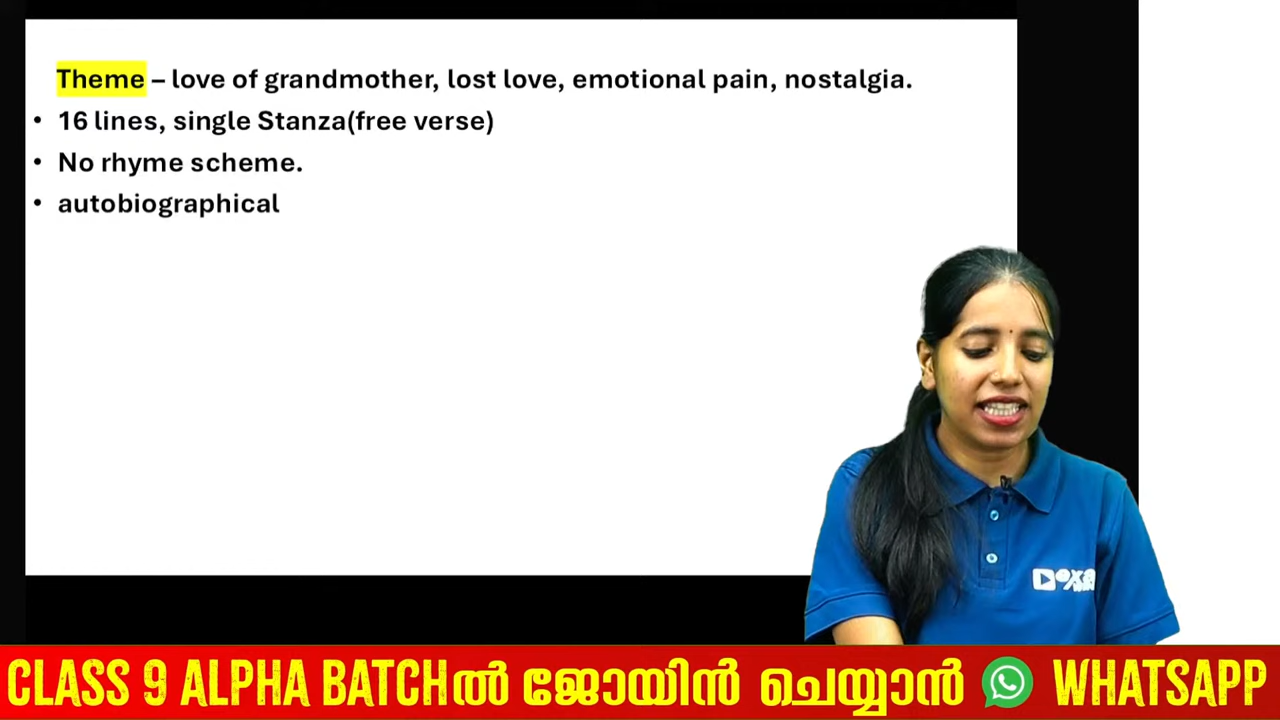 Theme – love of grandmother, lost love, emotional pain, nostalgia.
• 16 lines, single Stanza(free verse)
• No rhyme scheme.
• autobiographical
CLASS 9 ALPHA BATCHൽ ജോയിൻ ചെയ്യാൻ WHATSAPP